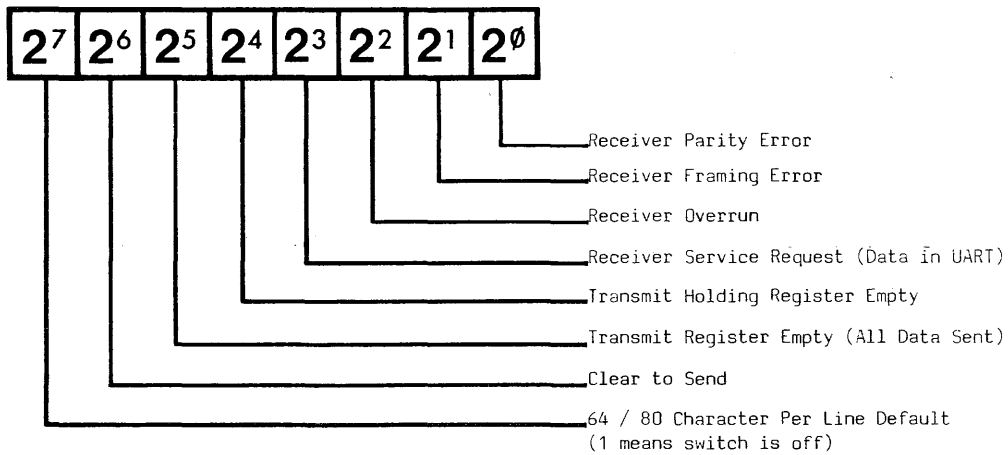 2⁷ 2⁶ 2⁵ 2⁴ 2³ 2² 2¹ 2⁰
Receiver Parity Error
Receiver Framing Error
Receiver Overrun
Receiver Service Request (Data in UART)
Transmit Holding Register Empty
Transmit Register Empty (All Data Sent)
Clear to Send
64 / 80 Character Per Line Default
(1 means switch is off)